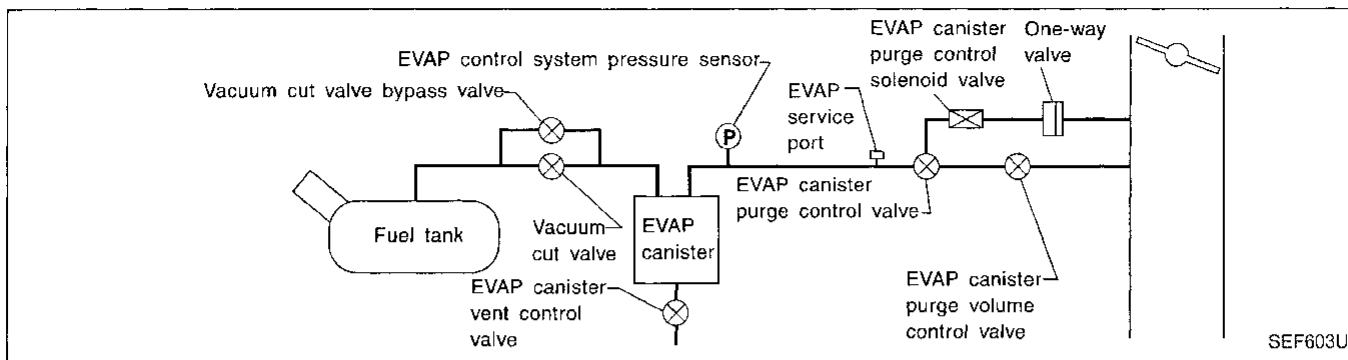 EVAP control system pressure sensor
Vacuum cut valve bypass valve
P
EVAP
service
port
EVAP canister
purge control
solenoid valve
One-way
valve
Fuel tank
Vacuum
cut valve
EVAP
canister
EVAP canister
purge control valve
EVAP canister
vent control
valve
EVAP canister
purge volume
control valve
SEF603U